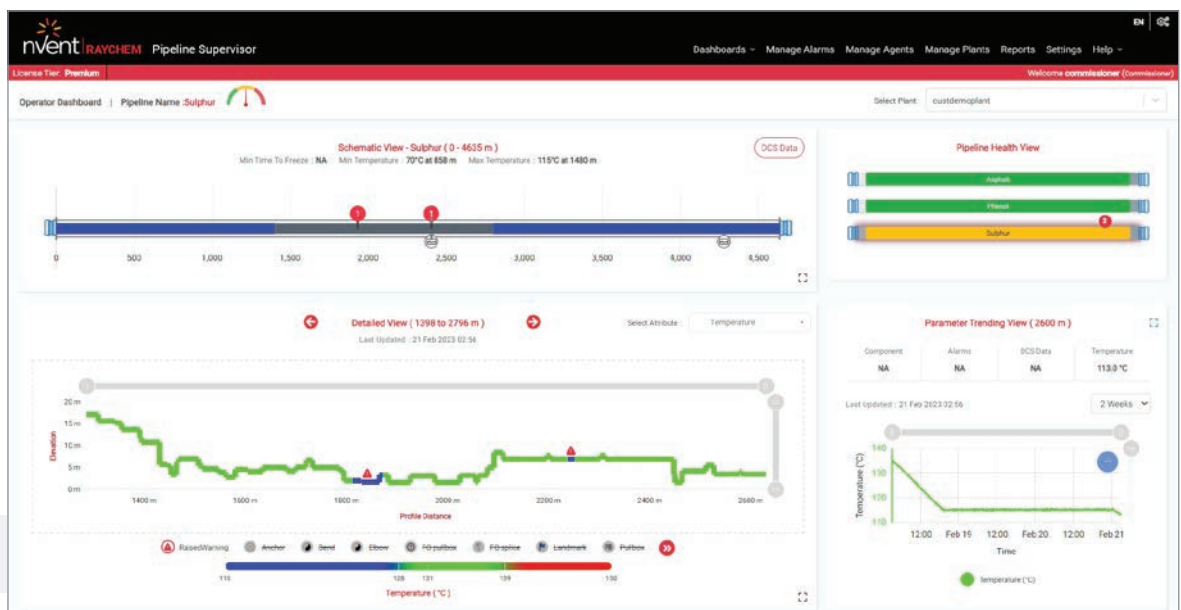 EN
nvent RAYCHEM Pipeline Supervisor
Dashboards Manage Alarms Manage Agents Manage Plants Reports Settings Help
License Tier: Premium
Welcome commissioner (Commissioner)
Operator Dashboard | Pipeline Name :Sulphur
Select Plant: custdemoplant
Schematic View - Sulphur ( 0 - 4635 m )
DCS Data
Min Time To Freeze : NA Min Temperature : 70°C at 858 m Max Temperature : 115°C at 1480 m
1 1
0 500 1,000 1,500 2,000 2,500 3,000 3,500 4,000 4,500
Pipeline Health View
Asphalt
Phenol
2
Sulphur
Detailed View ( 1398 to 2796 m )
Last Updated : 21 Feb 2023 02:56
Select Attribute : Temperature
Elevation
20 m
15 m
10 m
5 m
0 m
1400 m 1600 m 1800 m 2000 m 2200 m 2400 m 2600 m
Profile Distance
RaisedWarning Anchor Bend Elbow FO pullbox FO splice Landmark Pullbox
128 131 139 150
Temperature ( °C )
Parameter Trending View ( 2600 m )
Component Alarms DCS Data Temperature
NA NA NA 113.0 °C
Last Updated : 21 Feb 2023 02:56
2 Weeks
Temperature (°C)
140
130
120
110
12:00 Feb 19 12:00 Feb 20 12:00 Feb 21
Time
Temperature (°C)